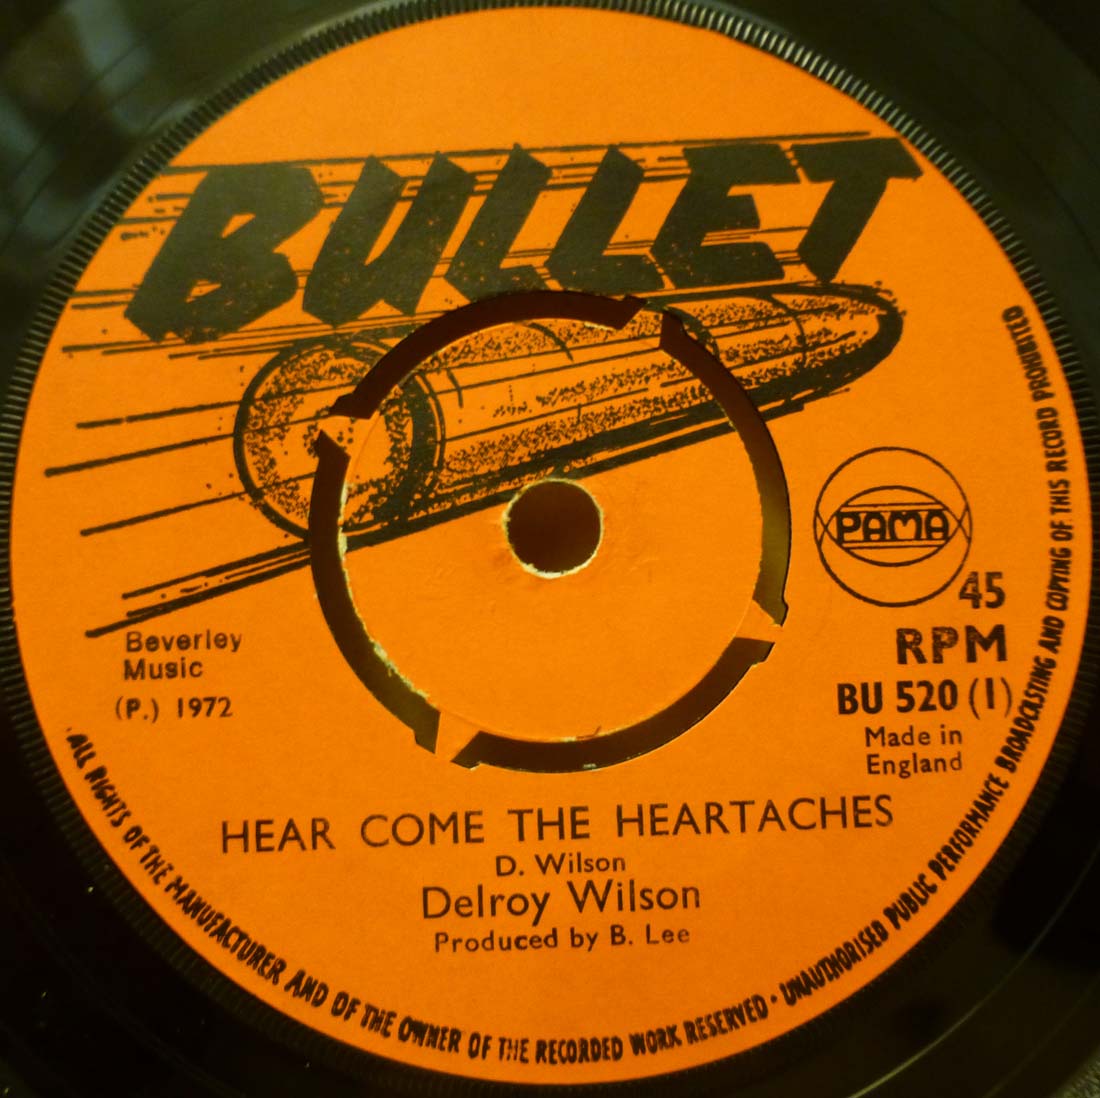 BULLET
PAMA
45
RPM
BU 520 (1)
Made in
England
Beverley
Music
(P.) 1972
HEAR COME THE HEARTACHES
D. Wilson
Delroy Wilson
Produced by B. Lee
ALL RIGHTS OF THE MANUFACTURER AND OF THE OWNER OF THE RECORDED WORK RESERVED · UNAUTHORISED PUBLIC PERFORMANCE BROADCASTING AND COPYING OF THIS RECORD PROHIBITED